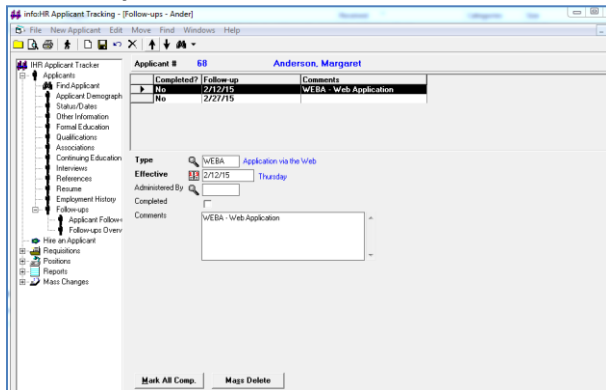 info:HR Applicant Tracking - [Follow-ups - Ander]
File New Applicant Edit Move Find Windows Help
IHR Applicant Tracker
Applicants
Find Applicant
Applicant Demograph
Status/Dates
Other Information
Formal Education
Qualifications
Associations
Continuing Education
Interviews
References
Resume
Employment History
Follow-ups
Applicant Follow-
Follow-ups Overv
Hire an Applicant
Requisitions
Positions
Reports
Mass Changes
Applicant # 68 Anderson, Margaret
Completed? Follow-up Comments
No 2/12/15 WEBA - Web Application
No 2/27/15
Type WEBA Application via the Web
Effective 2/12/15 Thursday
Administered By
Completed
Comments WEBA - Web Application
Mark All Comp. Mass Delete